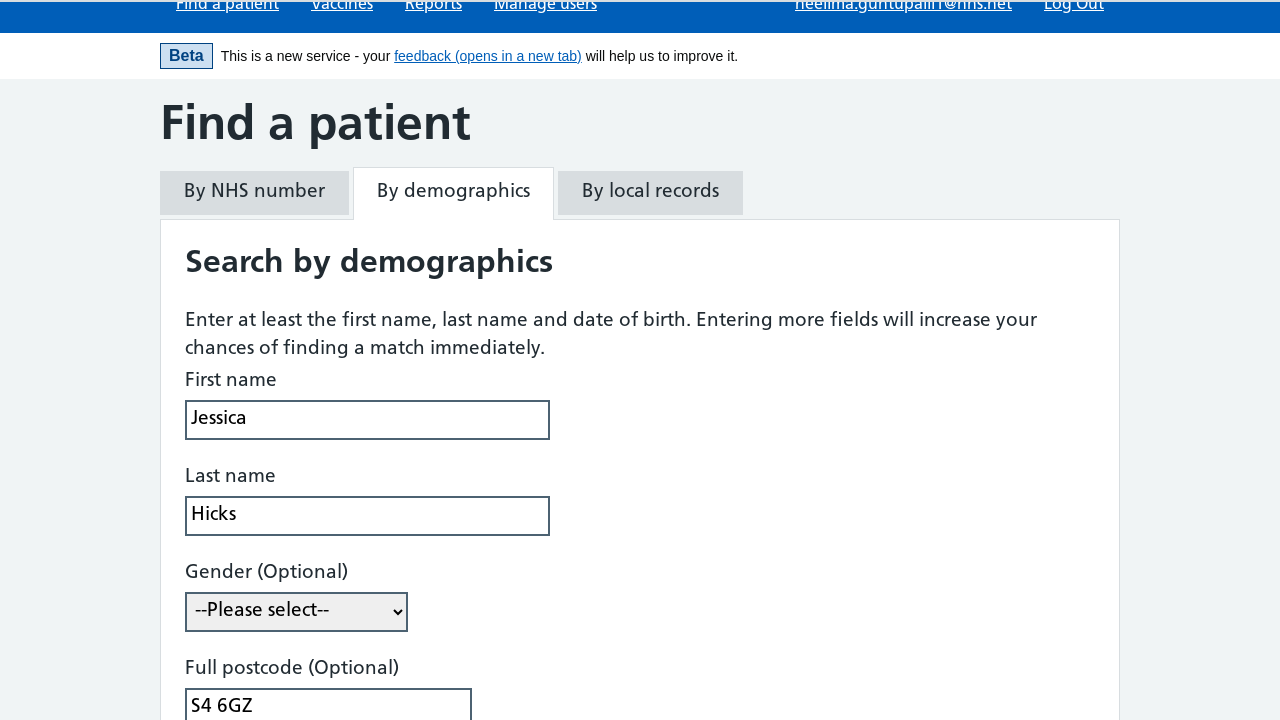 Find a patient Vaccines Reports Manage users neelima.guntupalli1@nhs.net Log Out
Beta This is a new service - your feedback (opens in a new tab) will help us to improve it.
Find a patient
By NHS number By demographics By local records
Search by demographics
Enter at least the first name, last name and date of birth. Entering more fields will increase your
chances of finding a match immediately.
First name
Jessica
Last name
Hicks
Gender (Optional)
--Please select--
Full postcode (Optional)
S4 6GZ